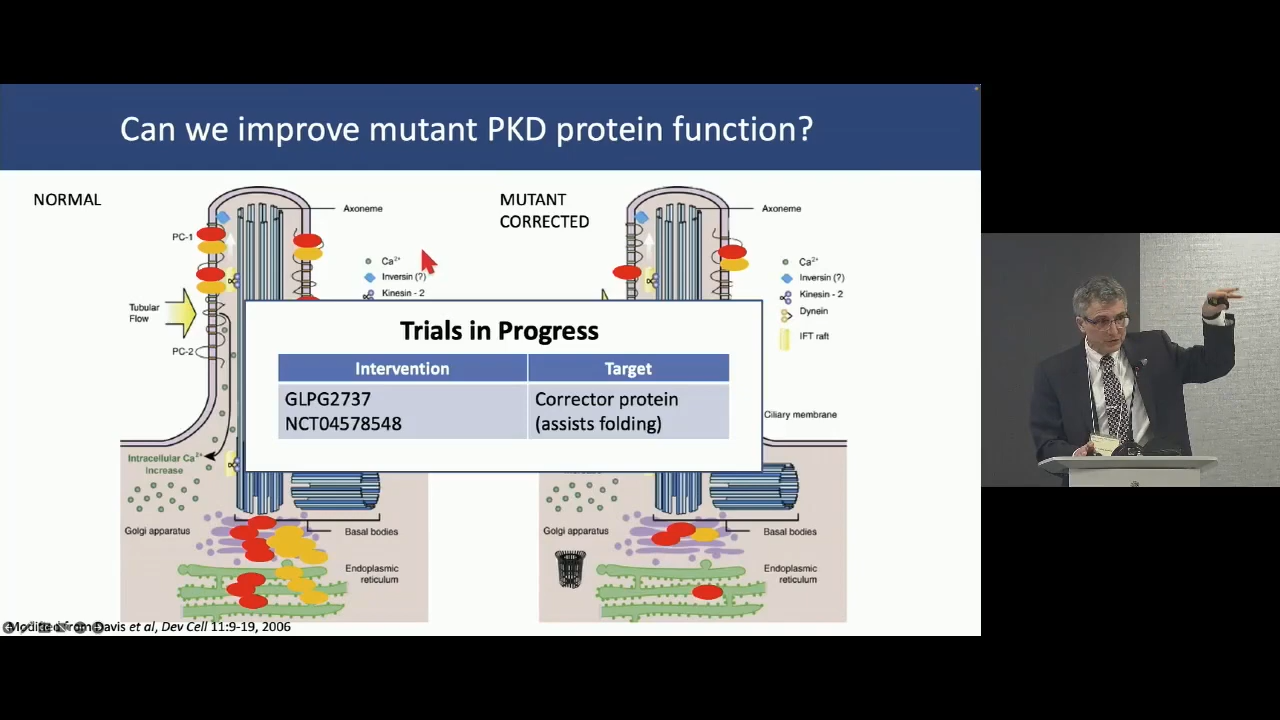 Can we improve mutant PKD protein function?
NORMAL
Axoneme
PC-1
Ca2+
Inversin (?)
Kinesin - 2
Tubular
Flow
PC-2
Intracellular Ca2+
Increase
Golgi apparatus
Basal bodies
Endoplasmic
reticulum
MUTANT
CORRECTED
Axoneme
Ca2+
Inversin (?)
Kinesin - 2
Dynein
IFT raft
Ciliary membrane
Golgi apparatus
Basal bodies
Endoplasmic
reticulum
Trials in Progress
Intervention Target
GLPG2737 Corrector protein
NCT04578548 (assists folding)
Modified from Davis et al, Dev Cell 11:9-19, 2006